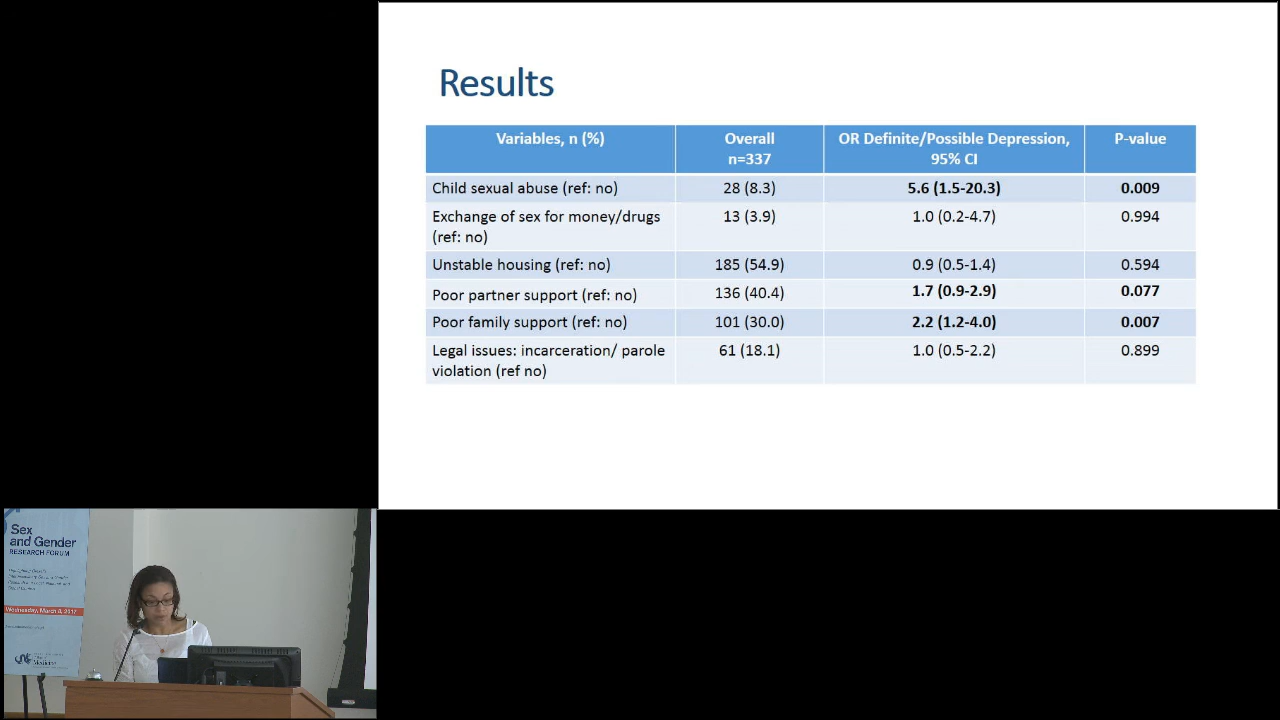 Results
Variables, n (%)
Overall
n=337
OR Definite/Possible Depression,
95% CI
P-value
Child sexual abuse (ref: no)
28 (8.3)
5.6 (1.5-20.3)
0.009
Exchange of sex for money/drugs
(ref: no)
13 (3.9)
1.0 (0.2-4.7)
0.994
Unstable housing (ref: no)
185 (54.9)
0.9 (0.5-1.4)
0.594
Poor partner support (ref: no)
136 (40.4)
1.7 (0.9-2.9)
0.077
Poor family support (ref: no)
101 (30.0)
2.2 (1.2-4.0)
0.007
Legal issues: incarceration/ parole
violation (ref no)
61 (18.1)
1.0 (0.5-2.2)
0.899
Sex
and Gender
RESEARCH FORUM
Wednesday, March 8, 2017
Medicine